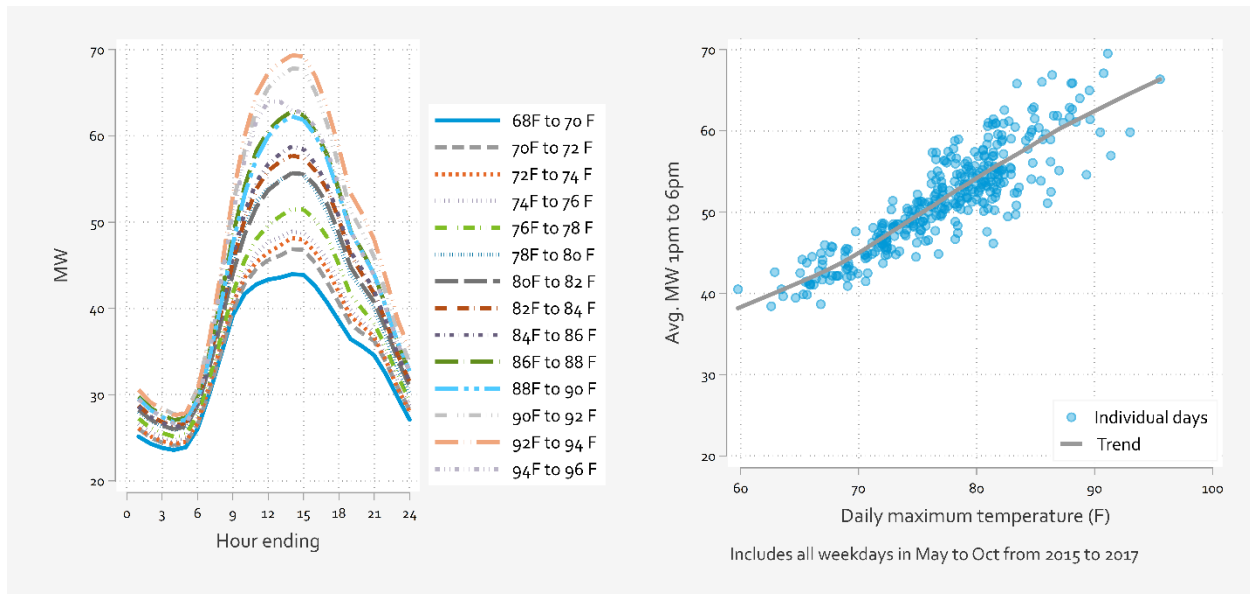 70
60
50
40
30
20
MW
0 3 6 9 12 15 18 21 24
Hour ending
68F to 70 F
70F to 72 F
72F to 74 F
74F to 76 F
76F to 78 F
78F to 80 F
80F to 82 F
82F to 84 F
84F to 86 F
86F to 88 F
88F to 90 F
90F to 92 F
92F to 94 F
94F to 96 F
70
60
50
40
30
20
Avg. MW 1pm to 6pm
Individual days
Trend
60 70 80 90 100
Daily maximum temperature (F)
Includes all weekdays in May to Oct from 2015 to 2017